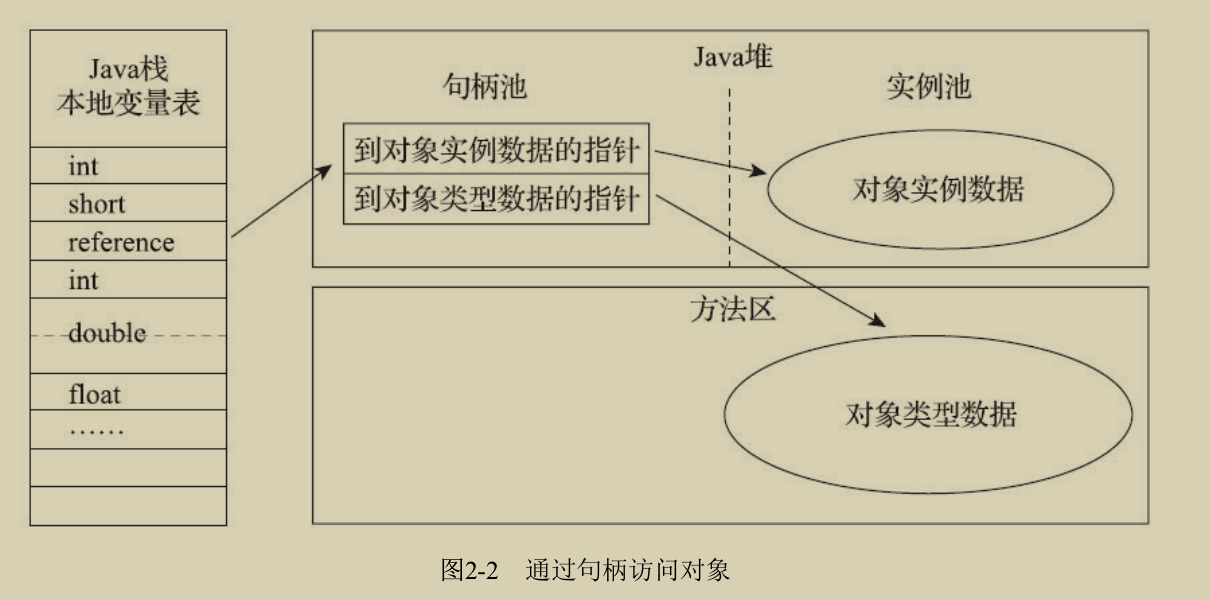 Java栈
本地变量表
int
short
reference
int
double
float
……
Java堆
句柄池
实例池
到对象实例数据的指针
到对象类型数据的指针
对象实例数据
方法区
对象类型数据
图2-2 通过句柄访问对象